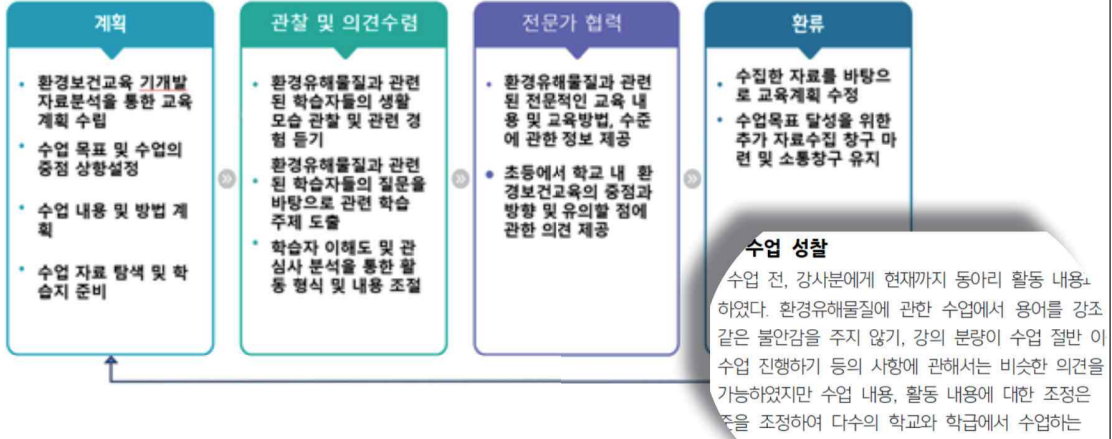 계획
• 환경보건교육 기개발
자료분석을 통한 교육
계획 수립
• 수업 목표 및 수업의
중점 상항설정
• 수업 내용 및 방법 계
획
• 수업 자료 탐색 및 학
습지 준비
관찰 및 의견수렴
• 환경유해물질과 관련
된 학습자들의 생활
모습 관찰 및 관련 경
험 듣기
환경유해물질과 관련
• 된 학습자들의 질문을
바탕으로 관련 학습
주제 도출
• 학습자 이해도 및 관
심사 분석을 통한 활
동 형식 및 내용 조절
전문가 협력
• 환경유해물질과 관련
된 전문적인 교육 내
용 및 교육방법, 수준
에 관한 정보 제공
• 초등에서 학교 내 환
경보건교육의 중점과
방향 및 유의할 점에
관한 의견 제공
환류
• 수집한 자료를 바탕으
로 교육계획 수정
• 수업목표 달성을 위한
추가 자료수집 창구 마
련 및 소통창구 유지
수업 성찰
수업 전, 강사분에게 현재까지 동아리 활동 내용
하였다. 환경유해물질에 관한 수업에서 용어를 강조
같은 불안감을 주지 않기, 강의 분량이 수업 절반 이
수업 진행하기 등의 사항에 관해서는 비슷한 의견을
가능하였지만 수업 내용, 활동 내용에 대한 조정은
준을 조정하여 다수의 학교와 학급에서 수업하는